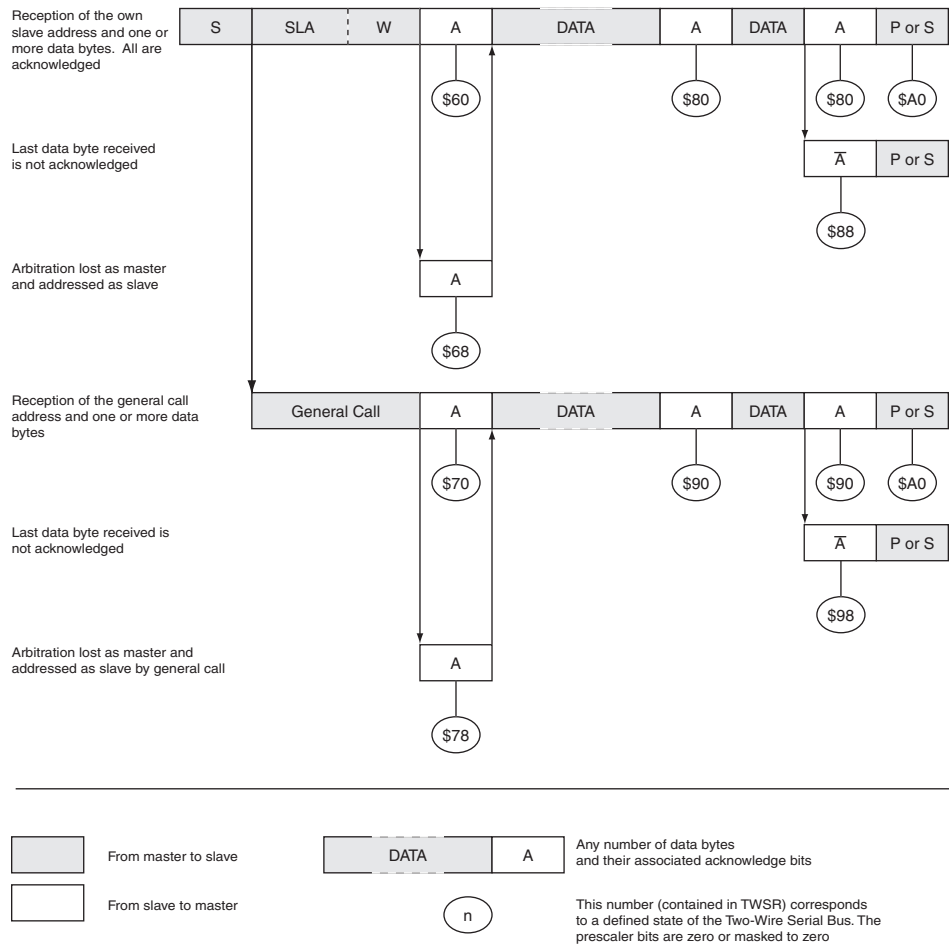 Reception of the own
slave address and one or
more data bytes. All are
acknowledged
S SLA W A DATA A DATA A P or S
$60 $80 $80 $A0
Last data byte received
is not acknowledged
A̅ P or S
$88
Arbitration lost as master
and addressed as slave
A
$68
Reception of the general call
address and one or more data
bytes
General Call A DATA A DATA A P or S
$70 $90 $90 $A0
Last data byte received is
not acknowledged
A̅ P or S
$98
Arbitration lost as master and
addressed as slave by general call
A
$78
From master to slave
DATA A
Any number of data bytes
and their associated acknowledge bits
From slave to master
n
This number (contained in TWSR) corresponds
to a defined state of the Two-Wire Serial Bus. The
prescaler bits are zero or masked to zero